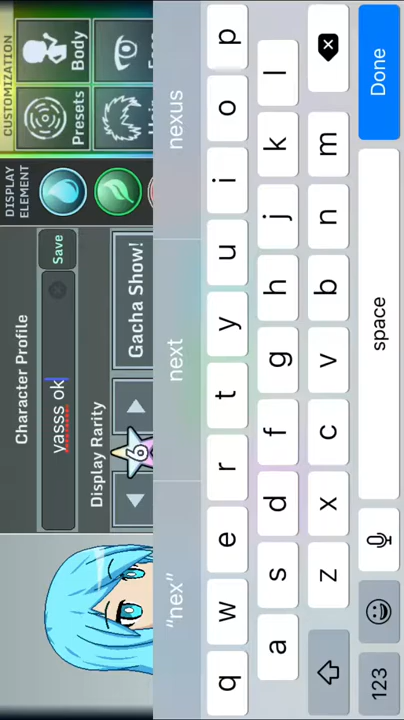 Character Profile
yasss ok
Save
Display Rarity
6
Gacha Show!
DISPLAY
ELEMENT
CUSTOMIZATION
Presets
Body
"nex"
next
nexus
q w e r t y u i o p
a s d f g h j k l
z x c v b n m
123
space
Done